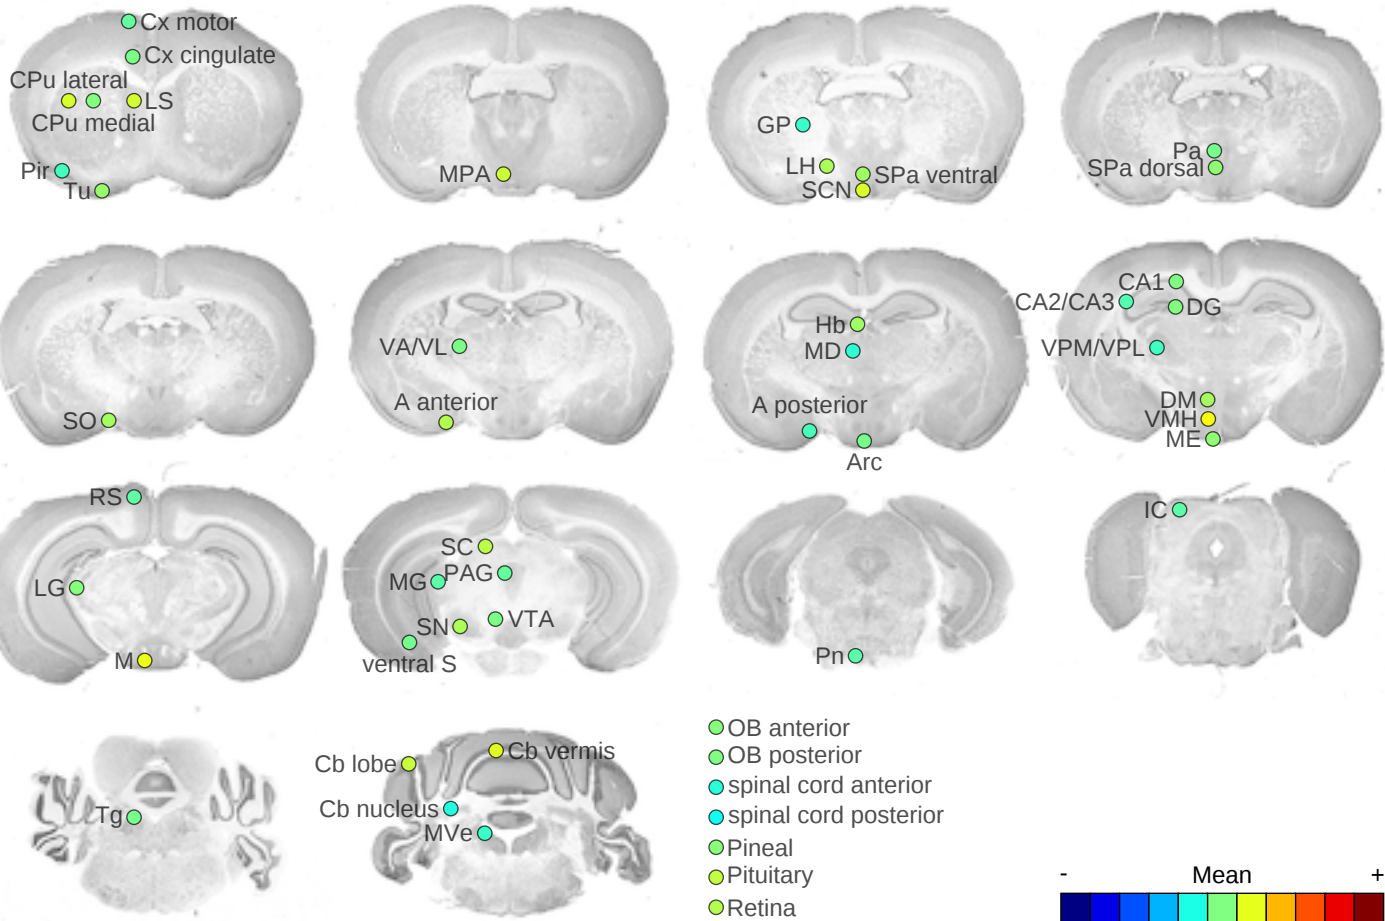 Cx motor
Cx cingulate
CPu lateral
LS
CPu medial
Pir
Tu
MPA
GP
LH
SPa ventral
SCN
Pa
SPa dorsal
SO
VA/VL
A anterior
Hb
MD
A posterior
Arc
CA1
CA2/CA3
DG
VPM/VPL
DM
VMH
ME
RS
LG
M
SC
MG
PAG
SN
VTA
ventral S
Pn
IC
Tg
Cb lobe
Cb vermis
Cb nucleus
MVe
OB anterior
OB posterior
spinal cord anterior
spinal cord posterior
Pineal
Pituitary
Retina
- Mean +